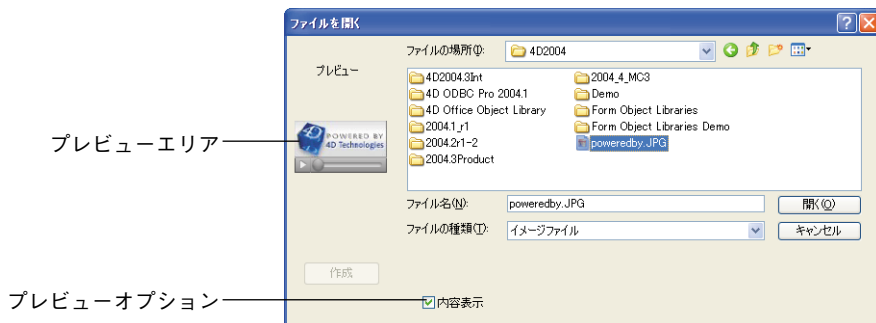 ファイルを開く
ファイルの場所(I):
4D2004
プレビュー
4D2004.3Int
4D ODBC Pro 2004.1
4D Office Object Library
2004.1_r1
2004.2r1-2
2004.3Product
2004_4_MC3
Demo
Form Object Libraries
Form Object Libraries Demo
poweredby.JPG
プレビューエリア
POWERED BY
4D Technologies
ファイル名(N):
poweredby.JPG
開く(O)
ファイルの種類(T):
イメージファイル
キャンセル
作成
プレビューオプション
内容表示